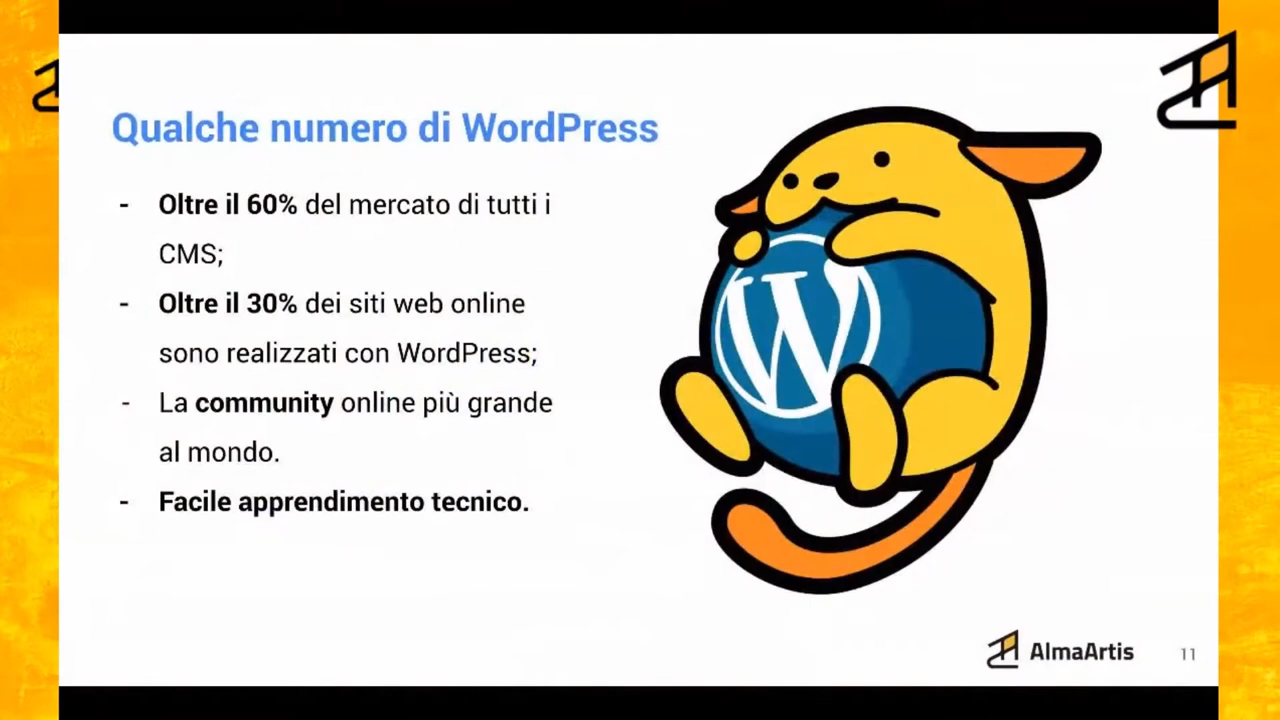 Qualche numero di WordPress
- Oltre il 60% del mercato di tutti i
CMS;
- Oltre il 30% dei siti web online
sono realizzati con WordPress;
- La community online più grande
al mondo.
- Facile apprendimento tecnico.
W
AlmaArtis
11